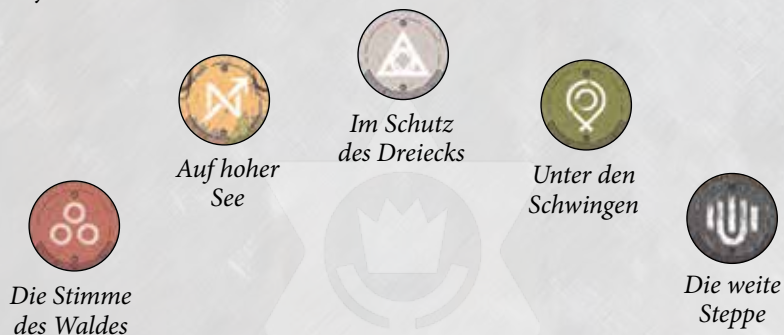 Im Schutz
des Dreiecks
Auf hoher
See
Unter den
Schwingen
Die Stimme
des Waldes
Die weite
Steppe